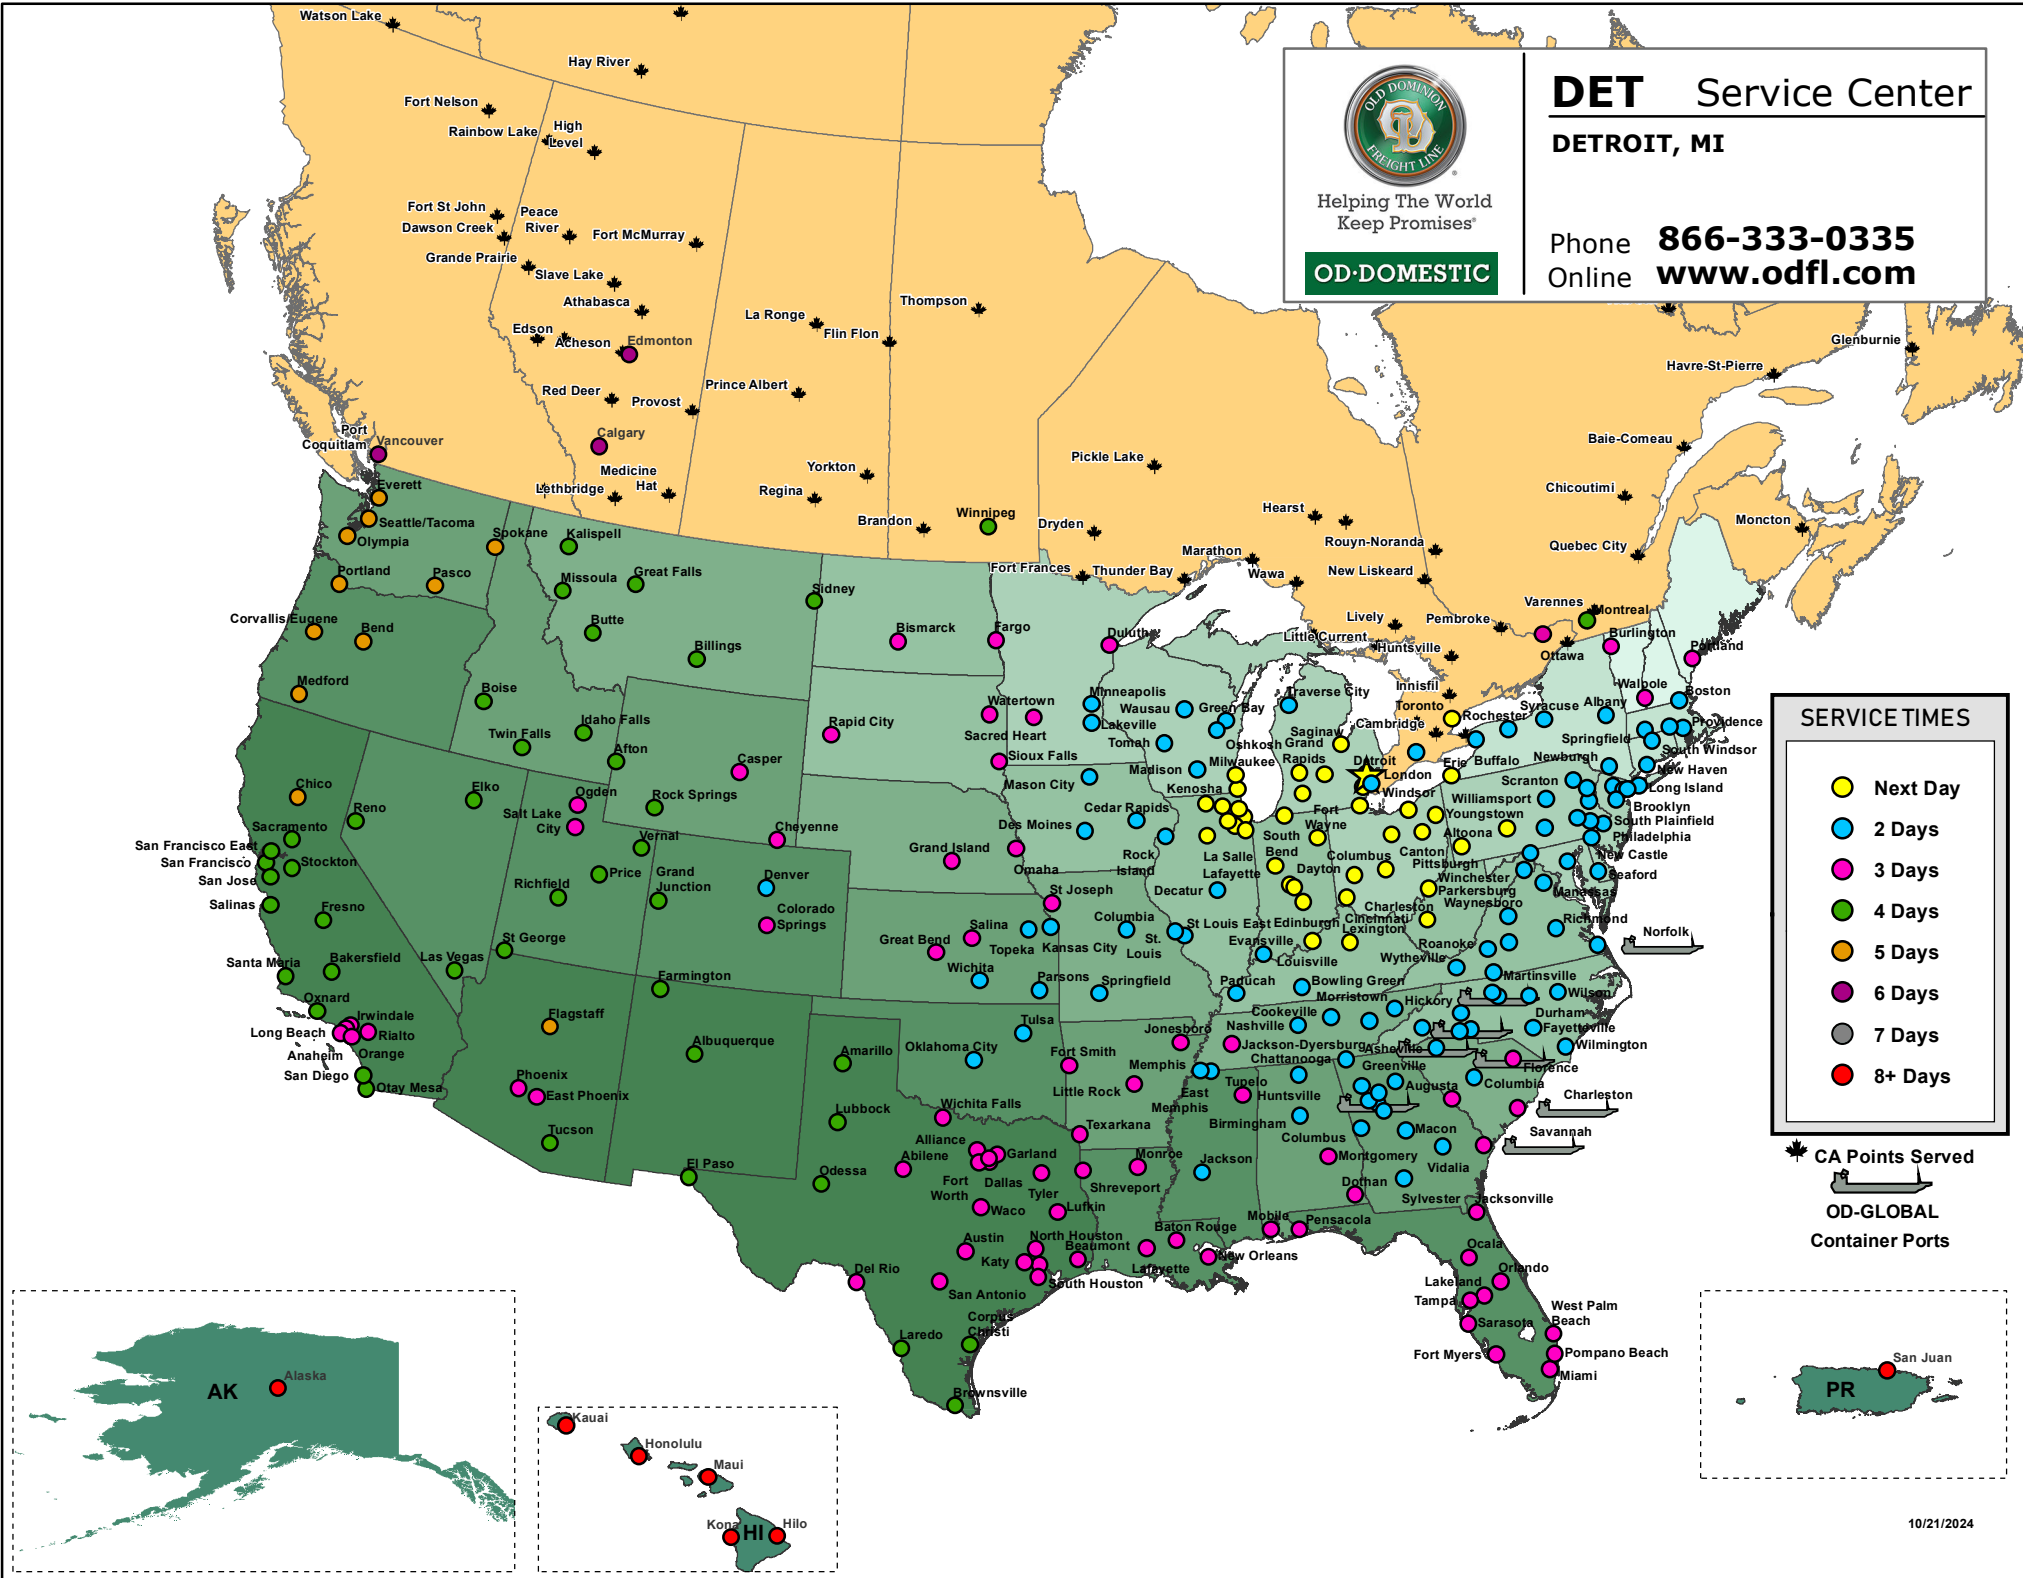 Watson Lake
Hay River
Fort Nelson
Rainbow Lake
High
Level
Fort St John
Dawson Creek
Peace
River
Fort McMurray
Grande Prairie
Slave Lake
Athabasca
Edson
Acheson
Edmonton
La Ronge
Flin Flon
Thompson
Red Deer
Provost
Prince Albert
Port
Coquitlam
Vancouver
Calgary
Medicine
Hat
Lethbridge
Yorkton
Regina
Brandon
Winnipeg
Pickle Lake
Dryden
Fort Frances
Thunder Bay
Marathon
Wawa
Hearst
Rouyn-Noranda
New Liskeard
Lively
Little Current
Pembroke
Huntsville
Innisfil
Toronto
Cambridge
London
Windsor
Ottawa
Varennes
Montreal
Quebec City
Chicoutimi
Baie-Comeau
Havre-St-Pierre
Glenburnie
Moncton
OLD DOMINION
FREIGHT LINE
Helping The World
Keep Promises®
OD·DOMESTIC
DET Service Center
DETROIT, MI
Phone 866-333-0335
Online www.odfl.com
Everett
Seattle/Tacoma
Olympia
Spokane
Portland
Pasco
Corvallis/Eugene
Bend
Medford
Kalispell
Missoula
Great Falls
Butte
Billings
Sidney
Bismarck
Fargo
Duluth
Boise
Idaho Falls
Twin Falls
Afton
Casper
Rapid City
Watertown
Sacred Heart
Sioux Falls
Minneapolis
Lakeville
Wausau
Green Bay
Tomah
Oshkosh
Madison
Milwaukee
Kenosha
Traverse City
Saginaw
Grand
Rapids
Detroit
Chico
Reno
Elko
Ogden
Salt Lake
City
Rock Springs
Vernal
Cheyenne
Sacramento
San Francisco East
San Francisco
Stockton
San Jose
Salinas
Fresno
Richfield
Price
Grand
Junction
Denver
Colorado
Springs
Grand Island
Omaha
Mason City
Cedar Rapids
Des Moines
Rock
Island
La Salle
South
Bend
Fort
Wayne
Lafayette
Decatur
St Joseph
Columbia
Salina
Topeka
Kansas City
Great Bend
Wichita
Parsons
Springfield
St.
Louis
St Louis East
Edinburgh
Evansville
Louisville
Lexington
Cincinnati
Dayton
Columbus
Canton
Youngstown
Erie
Buffalo
Rochester
Syracuse
Albany
Burlington
Portland
Walpole
Boston
Providence
Springfield
South Windsor
New Haven
Newburgh
Long Island
Brooklyn
South Plainfield
Philadelphia
New Castle
Seaford
Scranton
Williamsport
Altoona
Pittsburgh
Winchester
Parkersburg
Waynesboro
Manassas
Charleston
Richmond
Norfolk
Roanoke
Wytheville
Martinsville
Santa Maria
Bakersfield
Las Vegas
St George
Oxnard
Long Beach
Irwindale
Rialto
Anaheim
Orange
San Diego
Otay Mesa
Farmington
Flagstaff
Albuquerque
Phoenix
East Phoenix
Tucson
El Paso
Amarillo
Lubbock
Odessa
Oklahoma City
Tulsa
Fort Smith
Wichita Falls
Abilene
Alliance
Garland
Fort
Worth
Dallas
Tyler
Waco
Lufkin
Austin
Katy
North Houston
Beaumont
South Houston
Del Rio
San Antonio
Corpus
Christi
Laredo
Brownsville
Texarkana
Shreveport
Monroe
Little Rock
Jonesboro
Memphis
East
Memphis
Jackson-Dyersburg
Tupelo
Paducah
Bowling Green
Nashville
Cookeville
Morristown
Hickory
Chattanooga
Asheville
Greenville
Huntsville
Birmingham
Columbus
Montgomery
Dothan
Jackson
Baton Rouge
Lafayette
New Orleans
Mobile
Pensacola
Augusta
Macon
Vidalia
Sylvester
Wilson
Durham
Fayetteville
Wilmington
Florence
Columbia
Charleston
Savannah
Jacksonville
Ocala
Orlando
Lakeland
Tampa
Sarasota
Fort Myers
West Palm
Beach
Pompano Beach
Miami
SERVICE TIMES
Next Day
2 Days
3 Days
4 Days
5 Days
6 Days
7 Days
8+ Days
CA Points Served
OD-GLOBAL
Container Ports
AK
Alaska
Kauai
Honolulu
Maui
Kona
HI
Hilo
San Juan
PR
10/21/2024